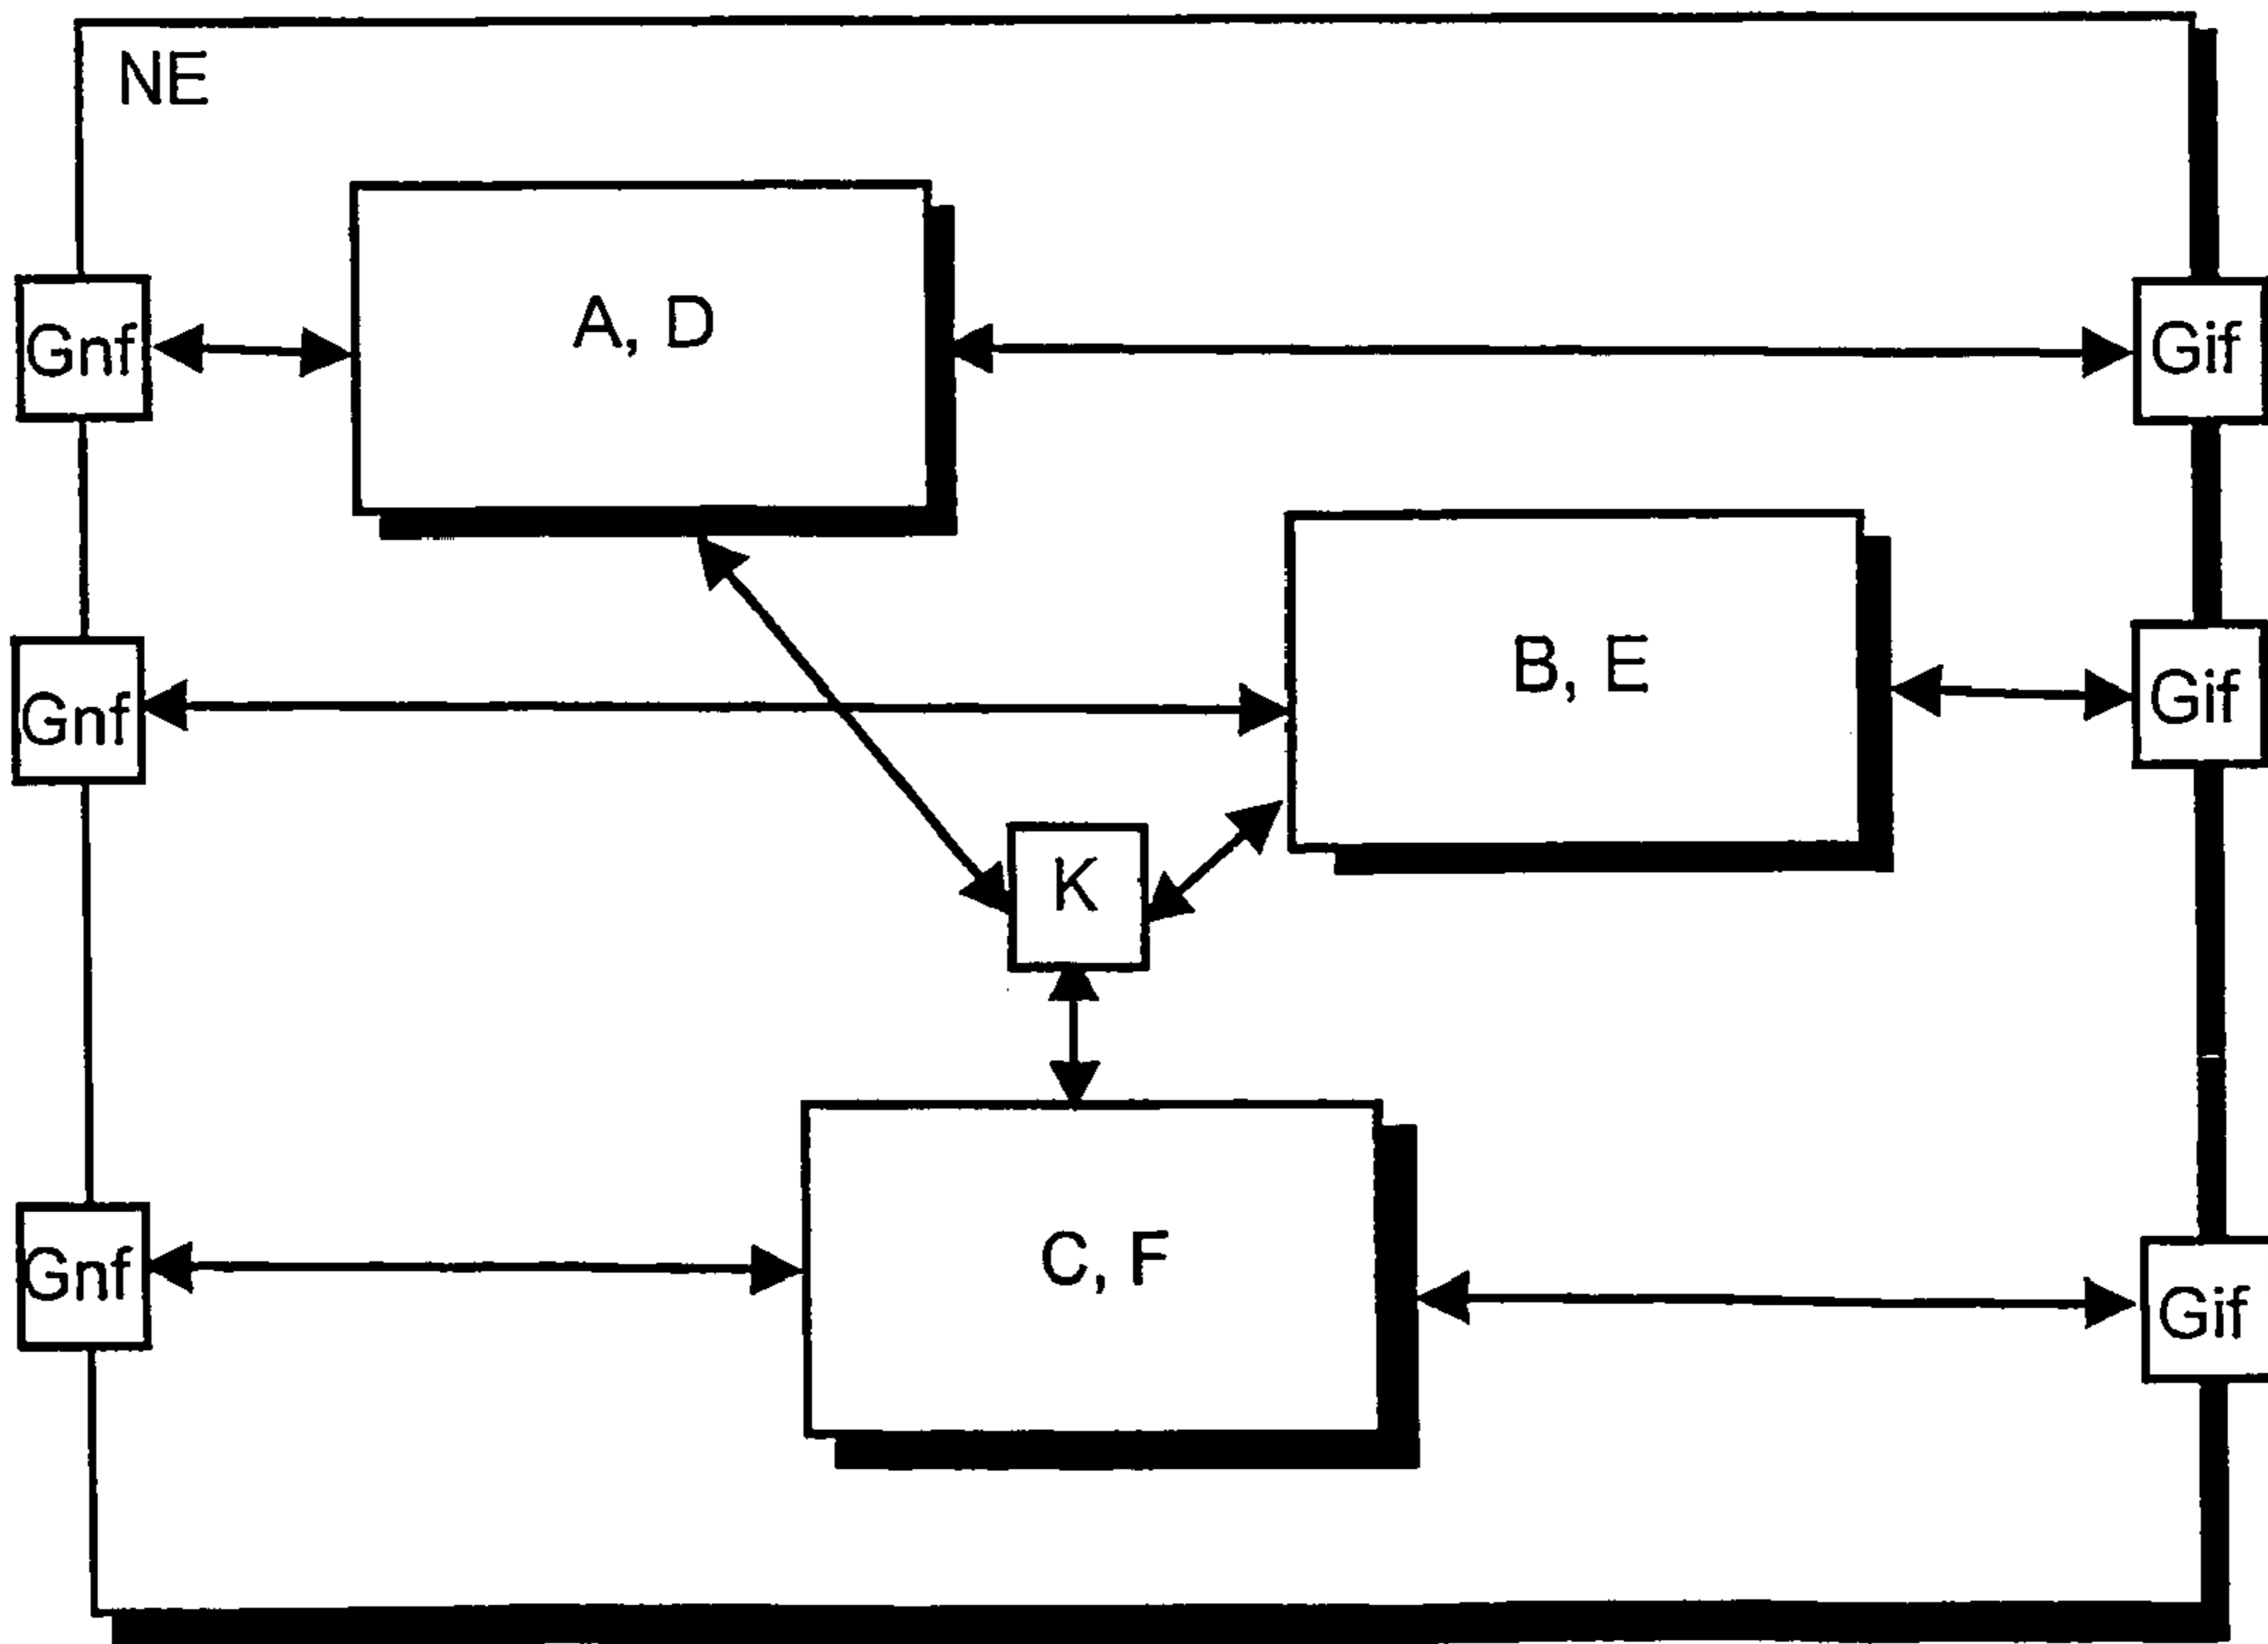 NE
A, D
Gnf
Gif
B, E
Gnf
Gif
K
Gnf
C, F
Gif